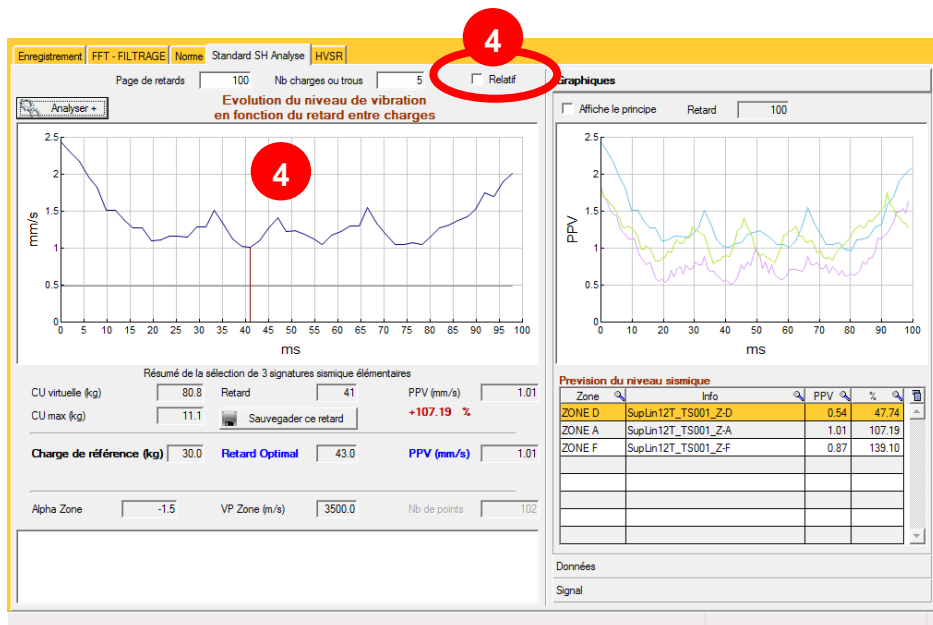 4
Enregistrement FFT - FILTRAGE Norme Standard SH Analyse HVSR
Page de retards 100 Nb charges ou trous 5 Relatif
Analyser +
Evolution du niveau de vibration
en fonction du retard entre charges
4
2.5
2
1.5
1
0.5
0
mm/s
0 5 10 15 20 25 30 35 40 45 50 55 60 65 70 75 80 85 90 95 100
ms
Résumé de la sélection de 3 signatures sismique élémentaires
CU virtuelle (kg) 80.8 Retard 41 PPV (mm/s) 1.01
CU max (kg) 11.1 Sauvegader ce retard +107.19 %
Charge de référence (kg) 30.0 Retard Optimal 43.0 PPV (mm/s) 1.01
Alpha Zone -1.5 VP Zone (m/s) 3500.0 Nb de points 102
Graphiques
Affiche le principe Retard 100
2.5
2
1.5
1
0.5
0
PPV
0 10 20 30 40 50 60 70 80 90 100
ms
Prevision du niveau sismique
Zone Info PPV %
ZONE D SupLin12T_TS001_Z-D 0.54 47.74
ZONE A SupLin12T_TS001_Z-A 1.01 107.19
ZONE F SupLin12T_TS001_Z-F 0.87 139.10
Données
Signal